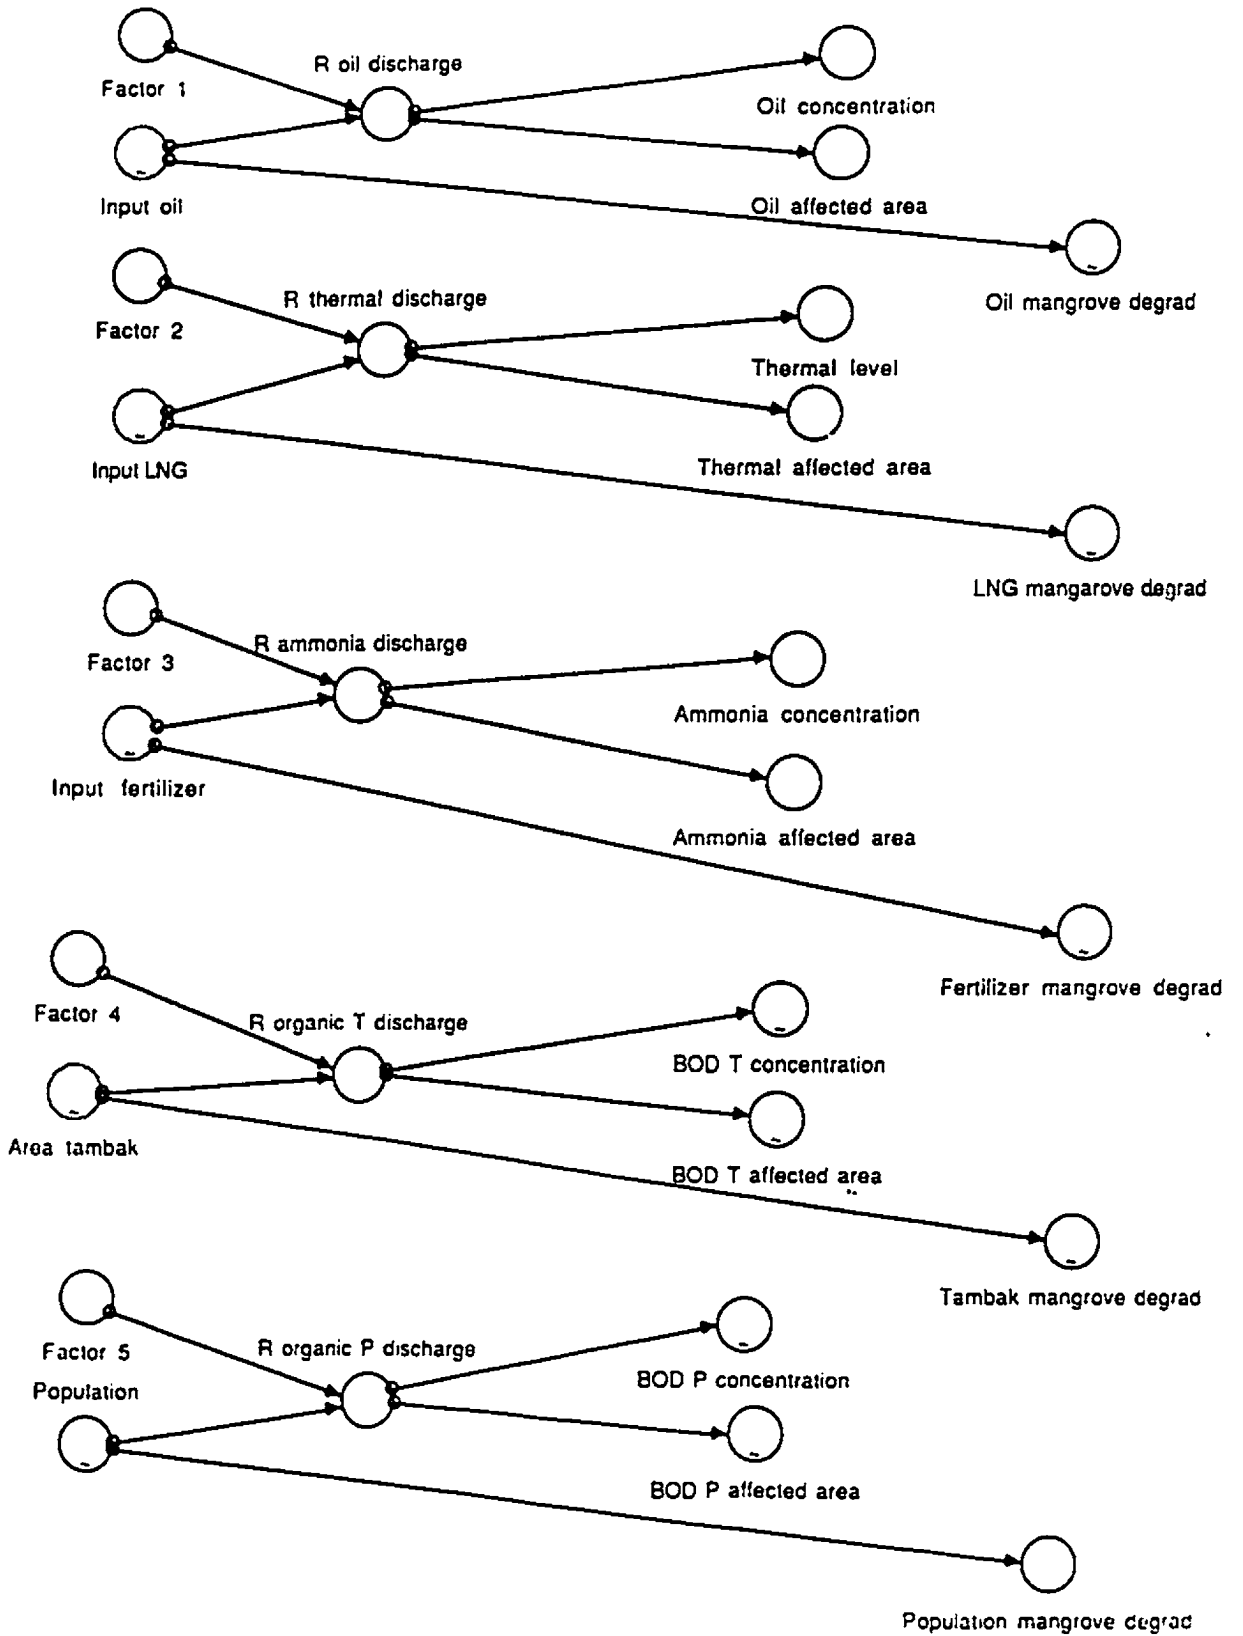 R oil discharge
Factor 1
Oil concentration
Input oil
Oil affected area
Oil mangrove degrad
R thermal discharge
Factor 2
Thermal level
Input LNG
Thermal affected area
LNG mangarove degrad
R ammonia discharge
Factor 3
Ammonia concentration
Input fertilizer
Ammonia affected area
Fertilizer mangrove degrad
Factor 4
R organic T discharge
BOD T concentration
Area tambak
BOD T affected area
Tambak mangrove degrad
R organic P discharge
Factor 5
BOD P concentration
Population
BOD P affected area
Population mangrove degrad